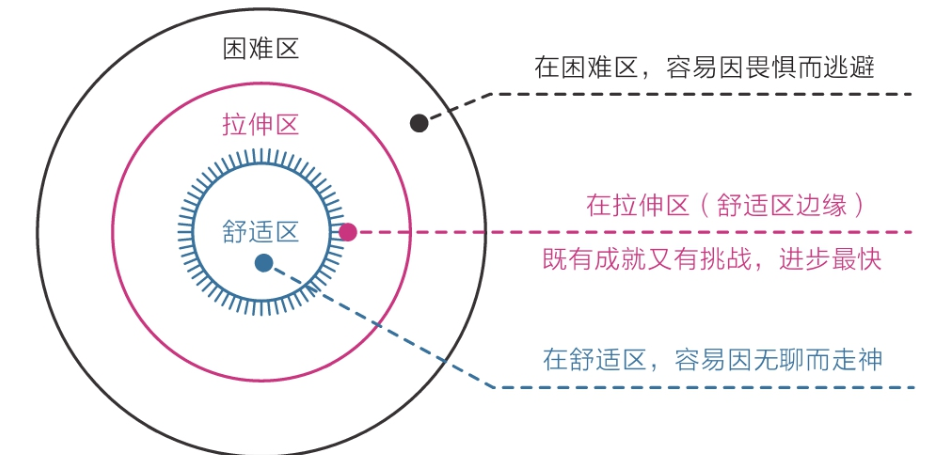 困难区
在困难区，容易因畏惧而逃避
拉伸区
在拉伸区（舒适区边缘）
舒适区
既有成就又有挑战，进步最快
在舒适区，容易因无聊而走神